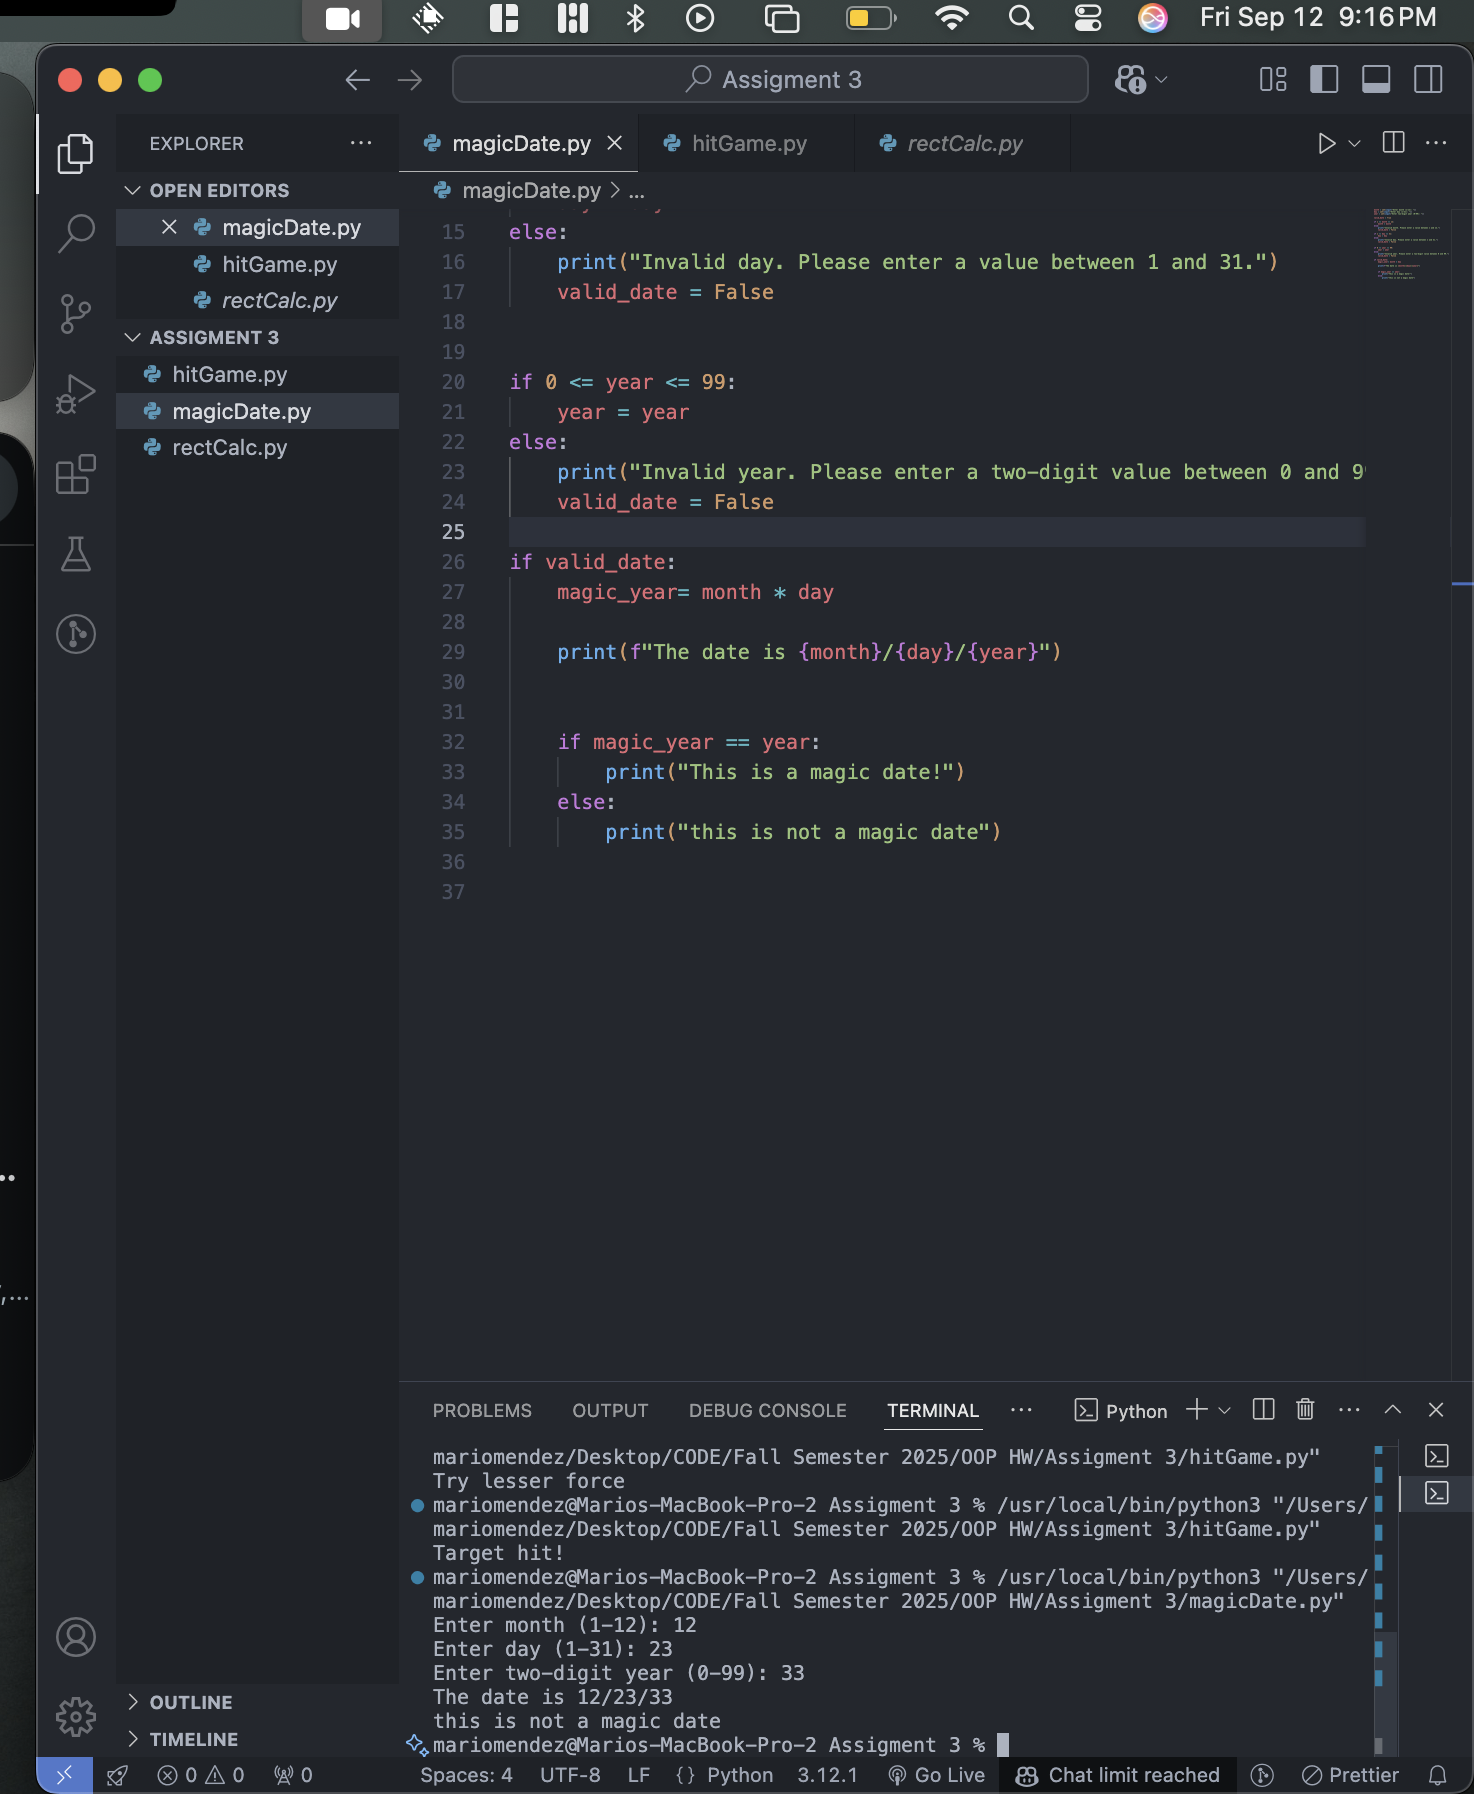 Fri Sep 12 9:16 PM
Assigment 3
EXPLORER
magicDate.py
hitGame.py
rectCalc.py
OPEN EDITORS
magicDate.py
hitGame.py
rectCalc.py
ASSIGMENT 3
hitGame.py
magicDate.py
rectCalc.py
OUTLINE
TIMELINE
magicDate.py > ...
15 else:
16 print("Invalid day. Please enter a value between 1 and 31.")
17 valid_date = False
18
19
20 if 0 <= year <= 99:
21 year = year
22 else:
23 print("Invalid year. Please enter a two-digit value between 0 and 9
24 valid_date = False
25
26 if valid_date:
27 magic_year= month * day
28
29 print(f"The date is {month}/{day}/{year}")
30
31
32 if magic_year == year:
33 print("This is a magic date!")
34 else:
35 print("this is not a magic date")
36
37
PROBLEMS OUTPUT DEBUG CONSOLE TERMINAL ... Python
mariomendez/Desktop/CODE/Fall Semester 2025/OOP HW/Assigment 3/hitGame.py"
Try lesser force
mariomendez@Marios-MacBook-Pro-2 Assigment 3 % /usr/local/bin/python3 "/Users/
mariomendez/Desktop/CODE/Fall Semester 2025/OOP HW/Assigment 3/hitGame.py"
Target hit!
mariomendez@Marios-MacBook-Pro-2 Assigment 3 % /usr/local/bin/python3 "/Users/
mariomendez/Desktop/CODE/Fall Semester 2025/OOP HW/Assigment 3/magicDate.py"
Enter month (1-12): 12
Enter day (1-31): 23
Enter two-digit year (0-99): 33
The date is 12/23/33
this is not a magic date
mariomendez@Marios-MacBook-Pro-2 Assigment 3 %
0 0 0 Spaces: 4 UTF-8 LF {} Python 3.12.1 Go Live Chat limit reached Prettier